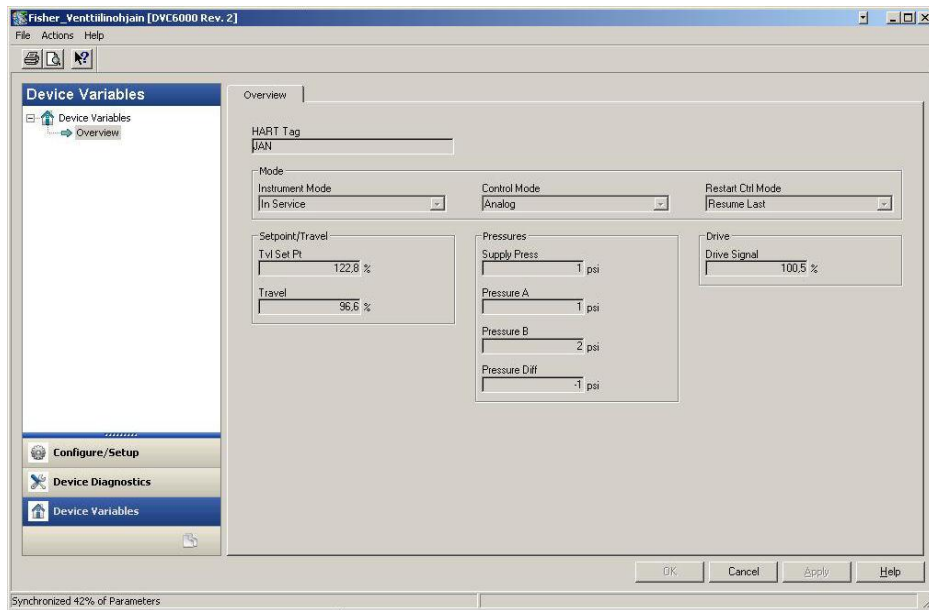 Fisher_Venttiilinohjain [DVC6000 Rev. 2]
File Actions Help
Device Variables
Device Variables
Overview
Overview
HART Tag
JAN
Mode
Instrument Mode Control Mode Restart Ctrl Mode
In Service Analog Resume Last
Setpoint/Travel Pressures Drive
Tvl Set Pt Supply Press Drive Signal
122,8 % 1 psi 100,5 %
Travel Pressure A
96,6 % 1 psi
Pressure B
2 psi
Pressure Diff
-1 psi
Configure/Setup
Device Diagnostics
Device Variables
OK Cancel Apply Help
Synchronized 42% of Parameters